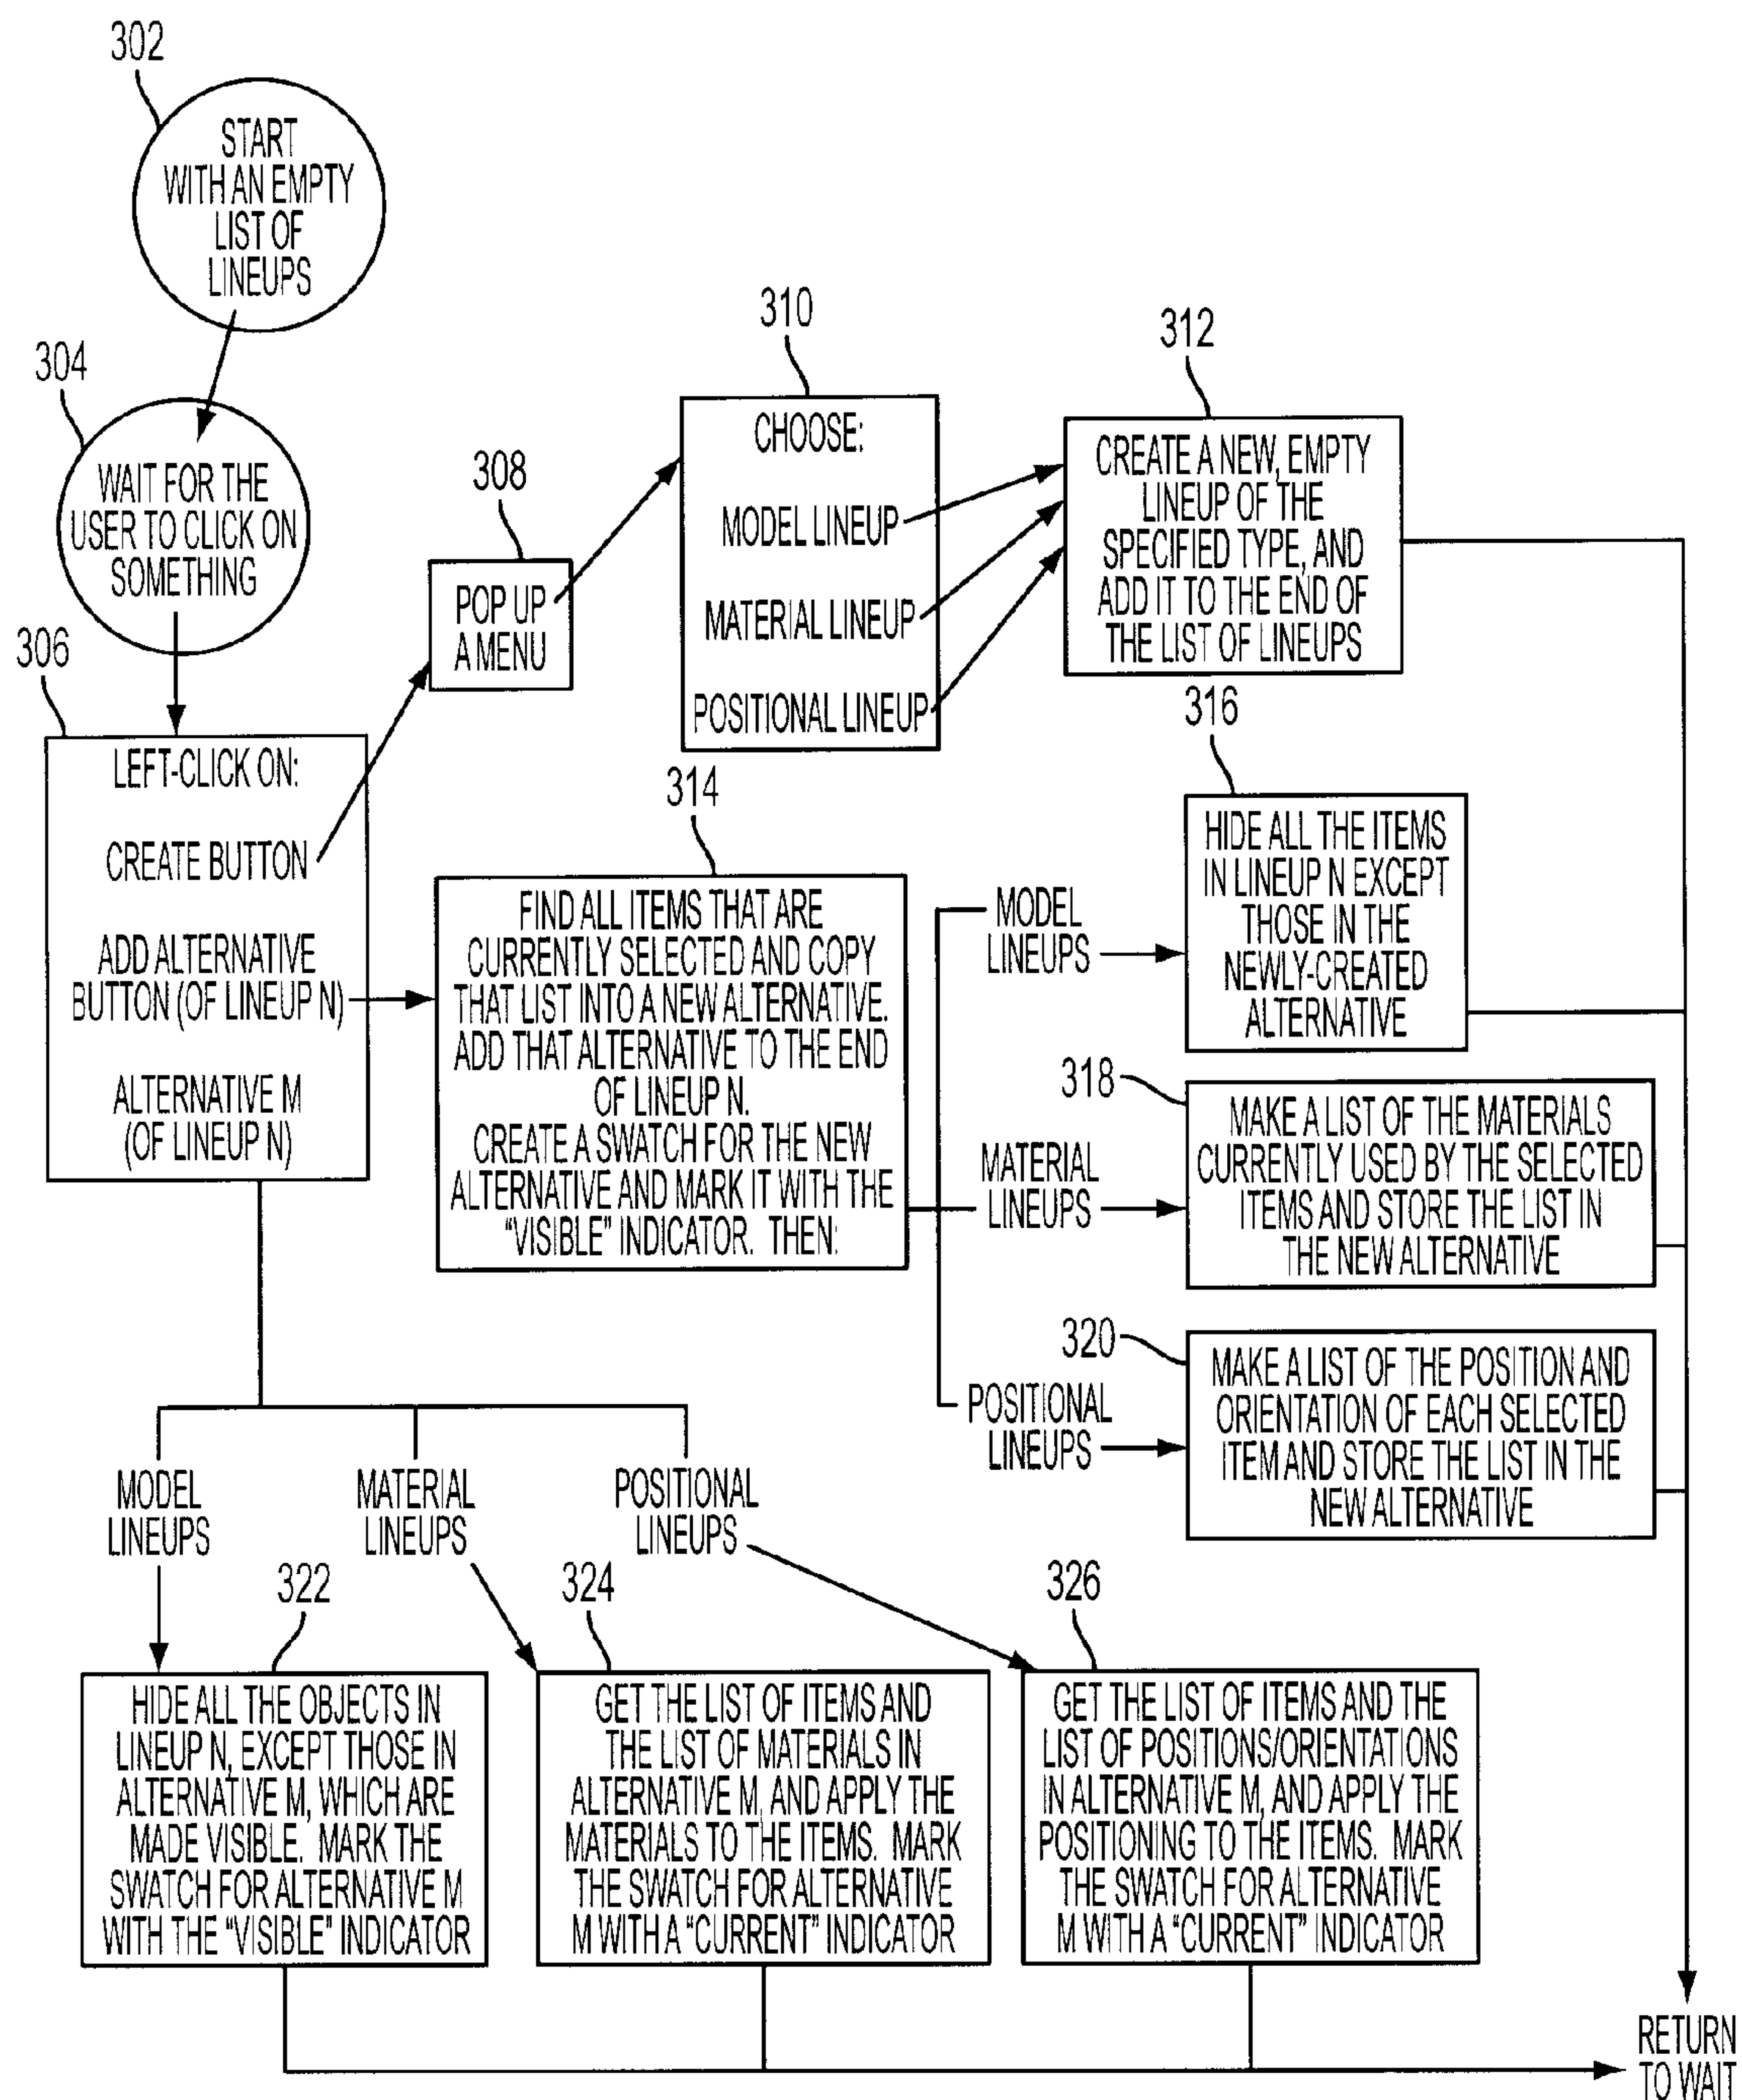 302
START
WITH AN EMPTY
LIST OF
LINEUPS
304
WAIT FOR THE
USER TO CLICK ON
SOMETHING
306
LEFT-CLICK ON:
CREATE BUTTON
ADD ALTERNATIVE
BUTTON (OF LINEUP N)
ALTERNATIVE M
(OF LINEUP N)
308
POP UP
A MENU
310
CHOOSE:
MODEL LINEUP
MATERIAL LINEUP
POSITIONAL LINEUP
312
CREATE A NEW, EMPTY
LINEUP OF THE
SPECIFIED TYPE, AND
ADD IT TO THE END OF
THE LIST OF LINEUPS
314
FIND ALL ITEMS THAT ARE
CURRENTLY SELECTED AND COPY
THAT LIST INTO A NEW ALTERNATIVE.
ADD THAT ALTERNATIVE TO THE END
OF LINEUP N.
CREATE A SWATCH FOR THE NEW
ALTERNATIVE AND MARK IT WITH THE
"VISIBLE" INDICATOR. THEN:
MODEL
LINEUPS
316
HIDE ALL THE ITEMS
IN LINEUP N EXCEPT
THOSE IN THE
NEWLY-CREATED
ALTERNATIVE
MATERIAL
LINEUPS
318
MAKE A LIST OF THE MATERIALS
CURRENTLY USED BY THE SELECTED
ITEMS AND STORE THE LIST IN
THE NEW ALTERNATIVE
POSITIONAL
LINEUPS
320
MAKE A LIST OF THE POSITION AND
ORIENTATION OF EACH SELECTED
ITEM AND STORE THE LIST IN THE
NEW ALTERNATIVE
MODEL
LINEUPS
MATERIAL
LINEUPS
POSITIONAL
LINEUPS
322
HIDE ALL THE OBJECTS IN
LINEUP N, EXCEPT THOSE IN
ALTERNATIVE M, WHICH ARE
MADE VISIBLE. MARK THE
SWATCH FOR ALTERNATIVE M
WITH THE "VISIBLE" INDICATOR
324
GET THE LIST OF ITEMS AND
THE LIST OF MATERIALS IN
ALTERNATIVE M, AND APPLY THE
MATERIALS TO THE ITEMS. MARK
THE SWATCH FOR ALTERNATIVE
M WITH A "CURRENT" INDICATOR
326
GET THE LIST OF ITEMS AND THE
LIST OF POSITIONS/ORIENTATIONS
IN ALTERNATIVE M, AND APPLY THE
POSITIONING TO THE ITEMS. MARK
THE SWATCH FOR ALTERNATIVE
M WITH A "CURRENT" INDICATOR
RETURN
TO WAIT